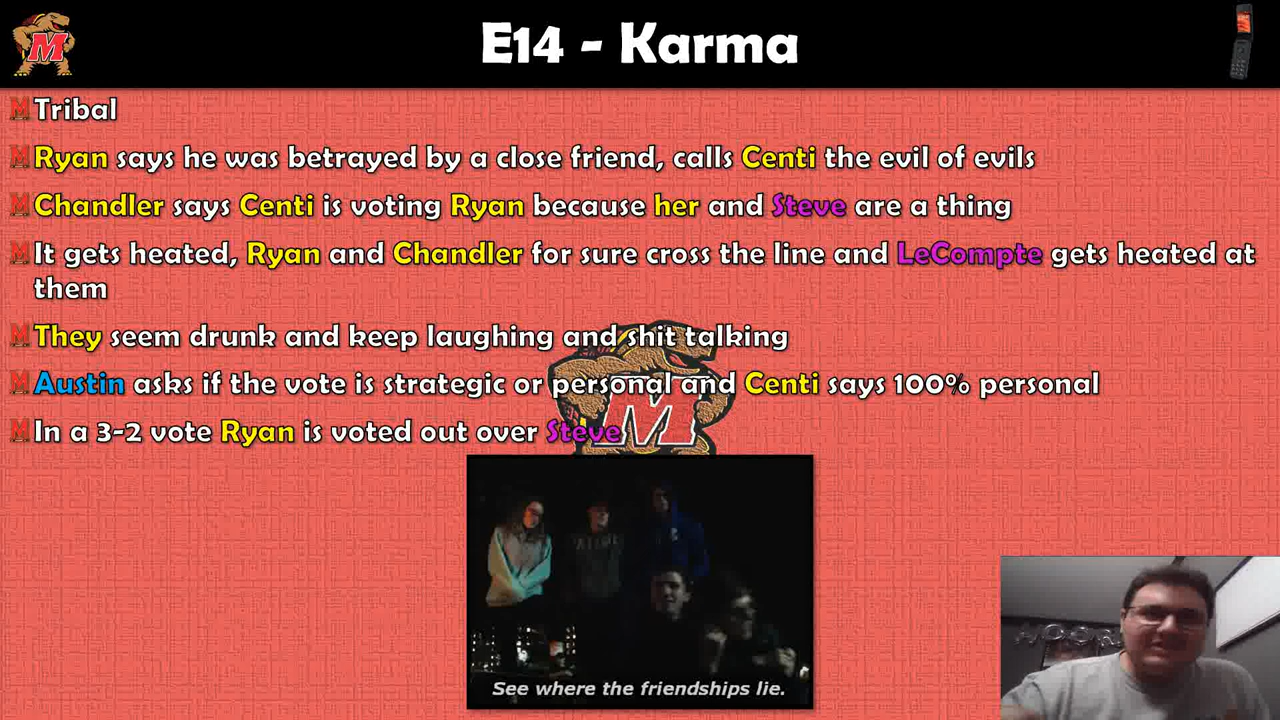 E14 - Karma
Tribal
Ryan says he was betrayed by a close friend, calls Centi the evil of evils
Chandler says Centi is voting Ryan because her and Steve are a thing
It gets heated, Ryan and Chandler for sure cross the line and LeCompte gets heated at
them
They seem drunk and keep laughing and shit talking
Austin asks if the vote is strategic or personal and Centi says 100% personal
In a 3-2 vote Ryan is voted out over Steve
See where the friendships lie.